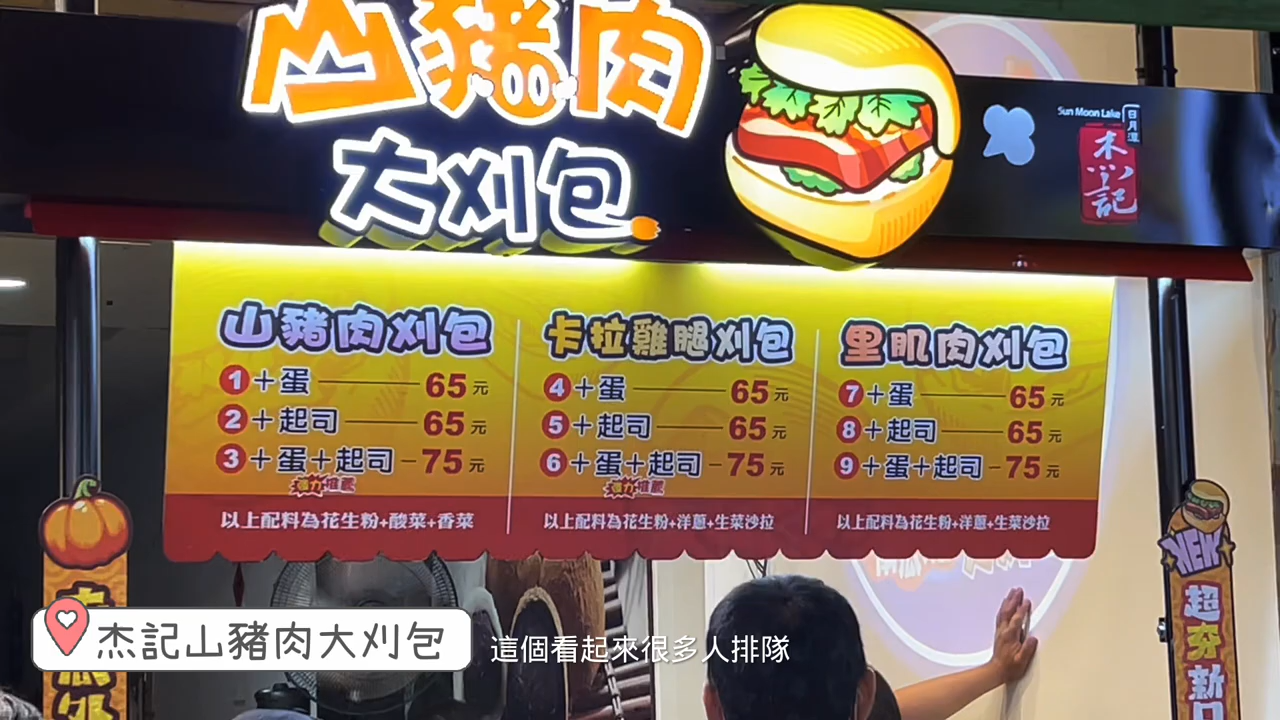 山豬肉
大刈包
Sun Moon Lake
日月潭
杰記
山豬肉刈包
1+蛋 65元
2+起司 65元
3+蛋+起司-75元
強力推薦
以上配料為花生粉+酸菜+香菜
卡拉雞腿刈包
4+蛋 65元
5+起司 65元
6+蛋+起司-75元
強力推薦
以上配料為花生粉+洋蔥+生菜沙拉
里肌肉刈包
7+蛋 65元
8+起司 65元
9+蛋+起司-75元
以上配料為花生粉+洋蔥+生菜沙拉
NEW
超夯新
杰記山豬肉大刈包
這個看起來很多人排隊